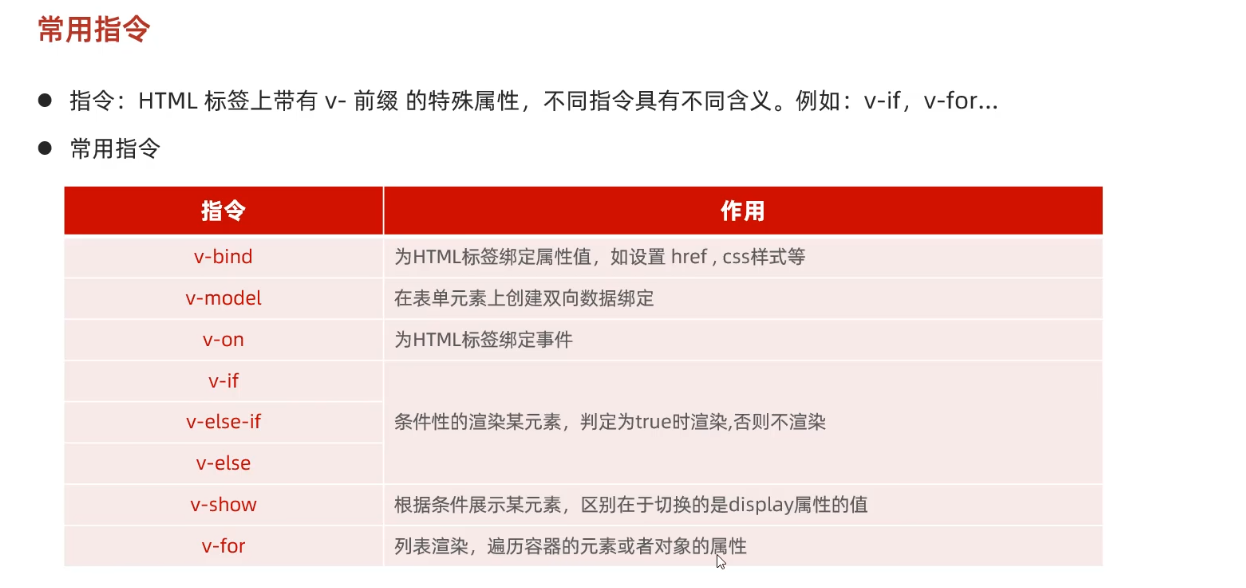 常用指令
● 指令：HTML 标签上带有 v- 前缀 的特殊属性，不同指令具有不同含义。例如：v-if，v-for...
● 常用指令
指令 作用
v-bind 为HTML标签绑定属性值，如设置 href , css样式等
v-model 在表单元素上创建双向数据绑定
v-on 为HTML标签绑定事件
v-if
v-else-if 条件性的渲染某元素，判定为true时渲染,否则不渲染
v-else
v-show 根据条件展示某元素，区别在于切换的是display属性的值
v-for 列表渲染，遍历容器的元素或者对象的属性